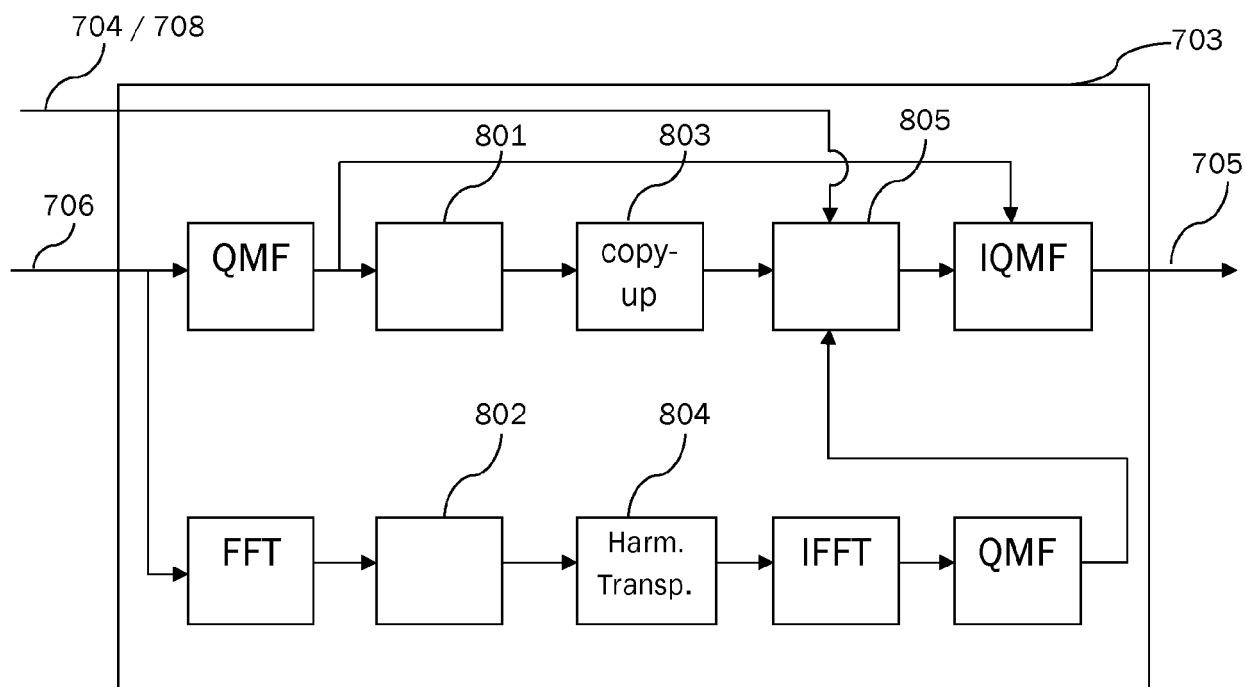 704 / 708
703
801
803
805
705
706
QMF
copy-
up
IQMF
802
804
FFT
Harm.
Transp.
IFFT
QMF